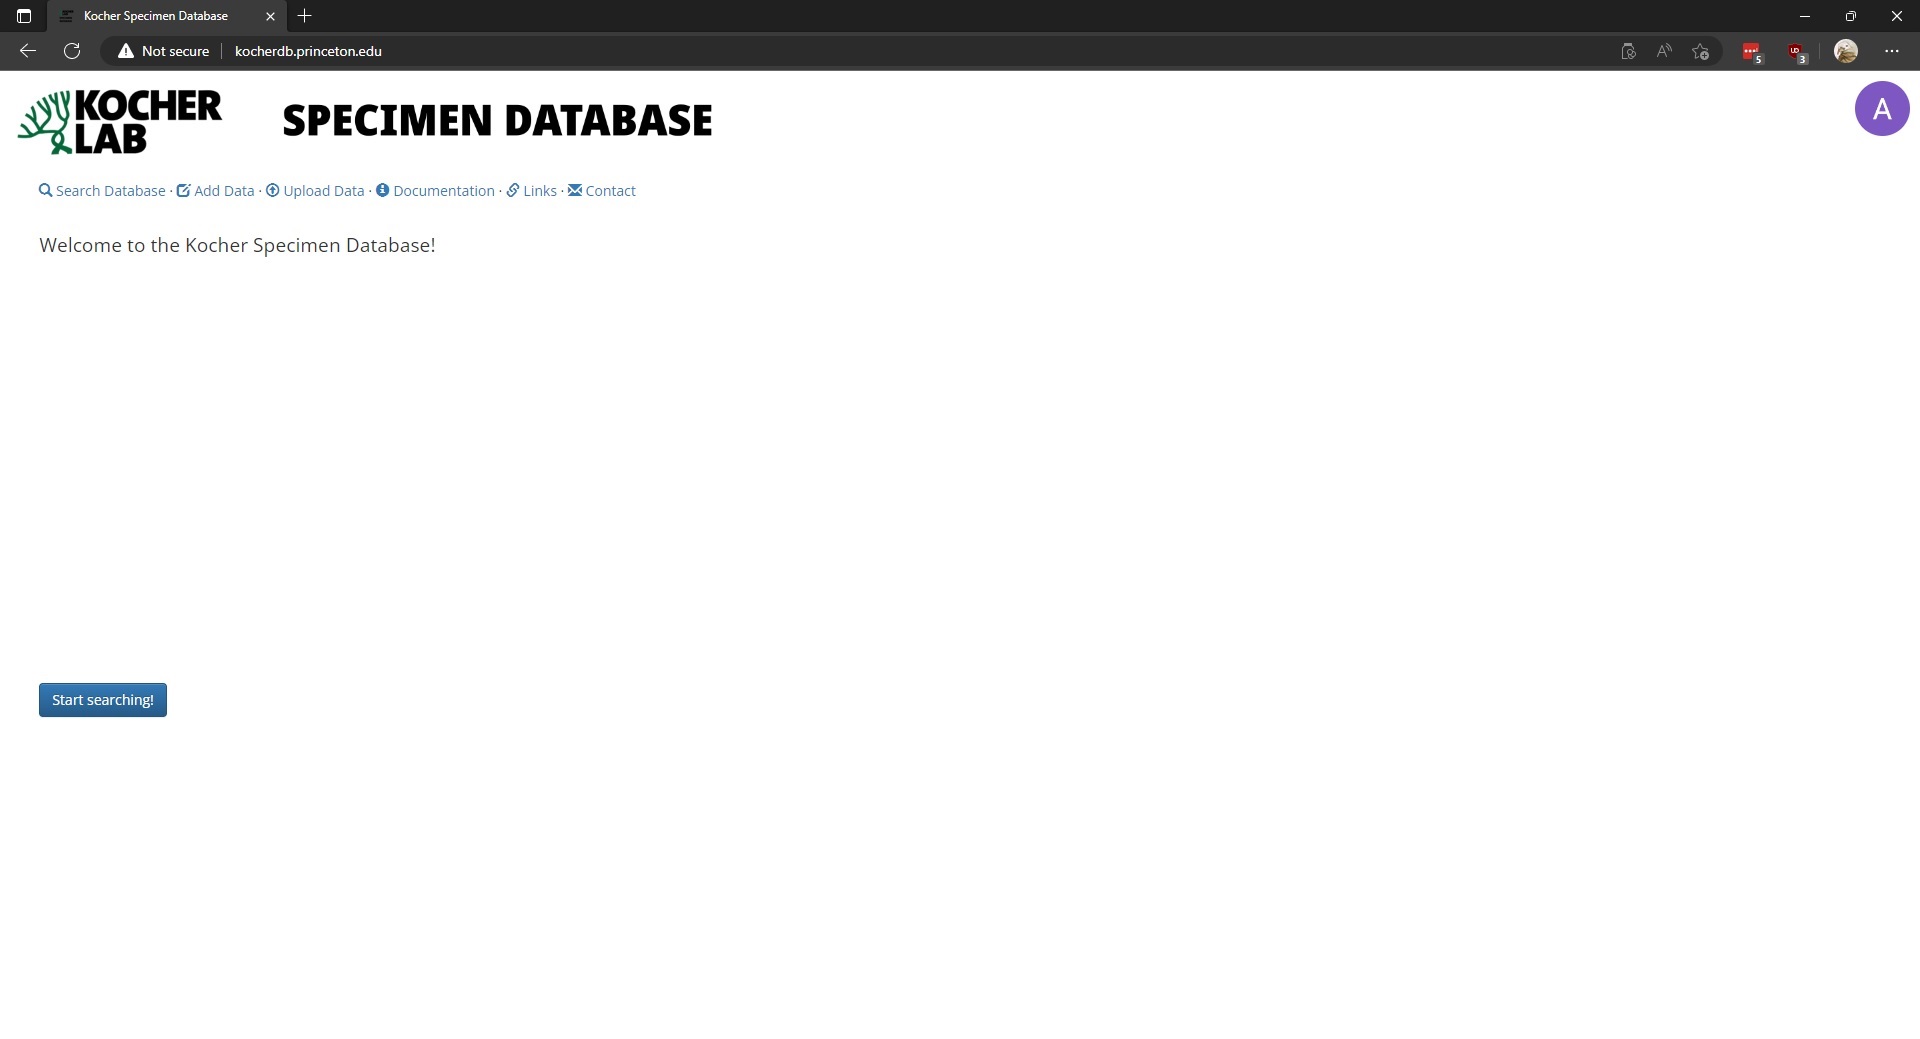 Kocher Specimen Database
Not secure
kocherdb.princeton.edu
5
3
KOCHER
LAB
SPECIMEN DATABASE
A
Search Database · Add Data · Upload Data · Documentation · Links · Contact
Welcome to the Kocher Specimen Database!
Start searching!